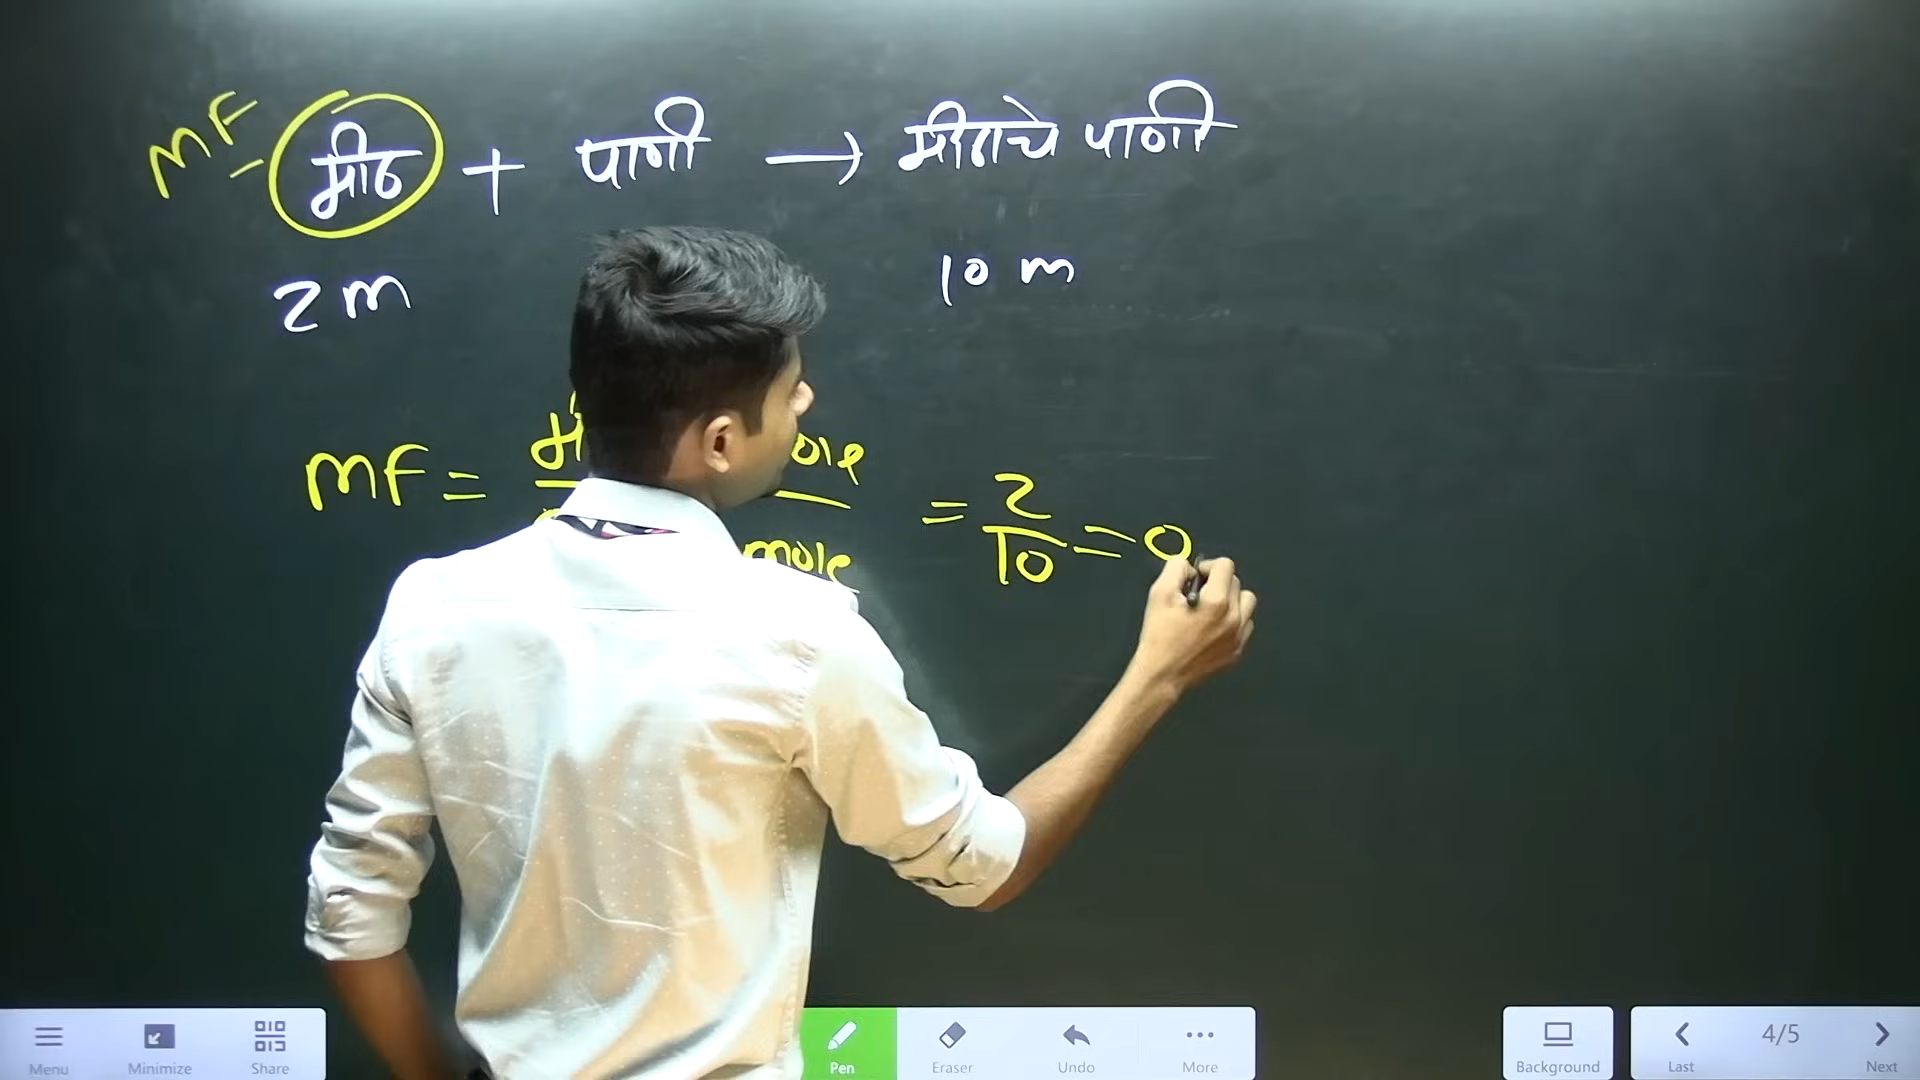 MF
मीठ + पाणी → मीठाचे पाणी
2 m 10 m
MF = mole = 2/10 = 0
Menu Minimize Share Pen Eraser Undo More Background Last 4/5 Next